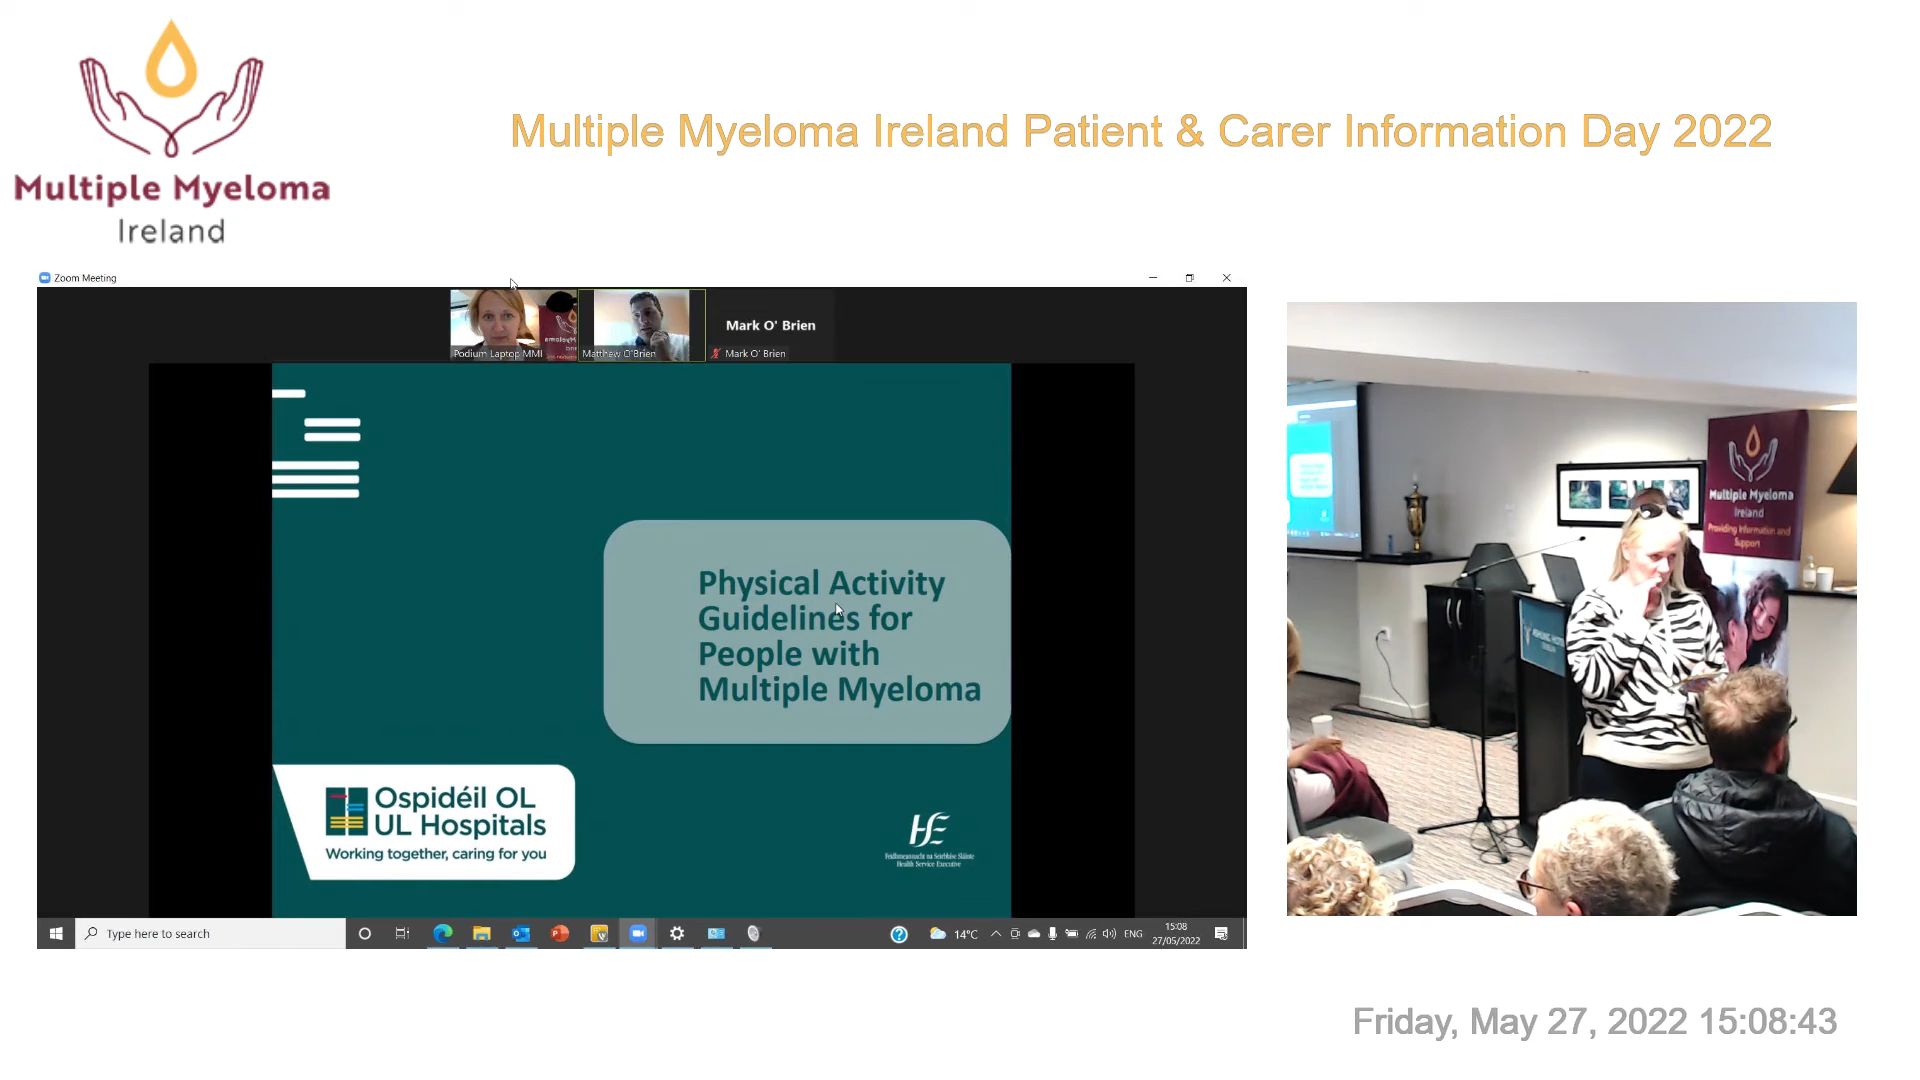 Multiple Myeloma Ireland Patient & Carer Information Day 2022
Multiple Myeloma
Ireland
Zoom Meeting
Podium Laptop MMI
Matthew O'Brien
Mark O' Brien
Mark O' Brien
Physical Activity
Guidelines for
People with
Multiple Myeloma
Ospidéil OL
UL Hospitals
Working together, caring for you
Feidhmeannacht na Seirbhíse Sláinte
Health Service Executive
Type here to search
14°C
ENG
15:08
27/05/2022
Multiple Myeloma
Ireland
Providing Information and
Support
Friday, May 27, 2022 15:08:43